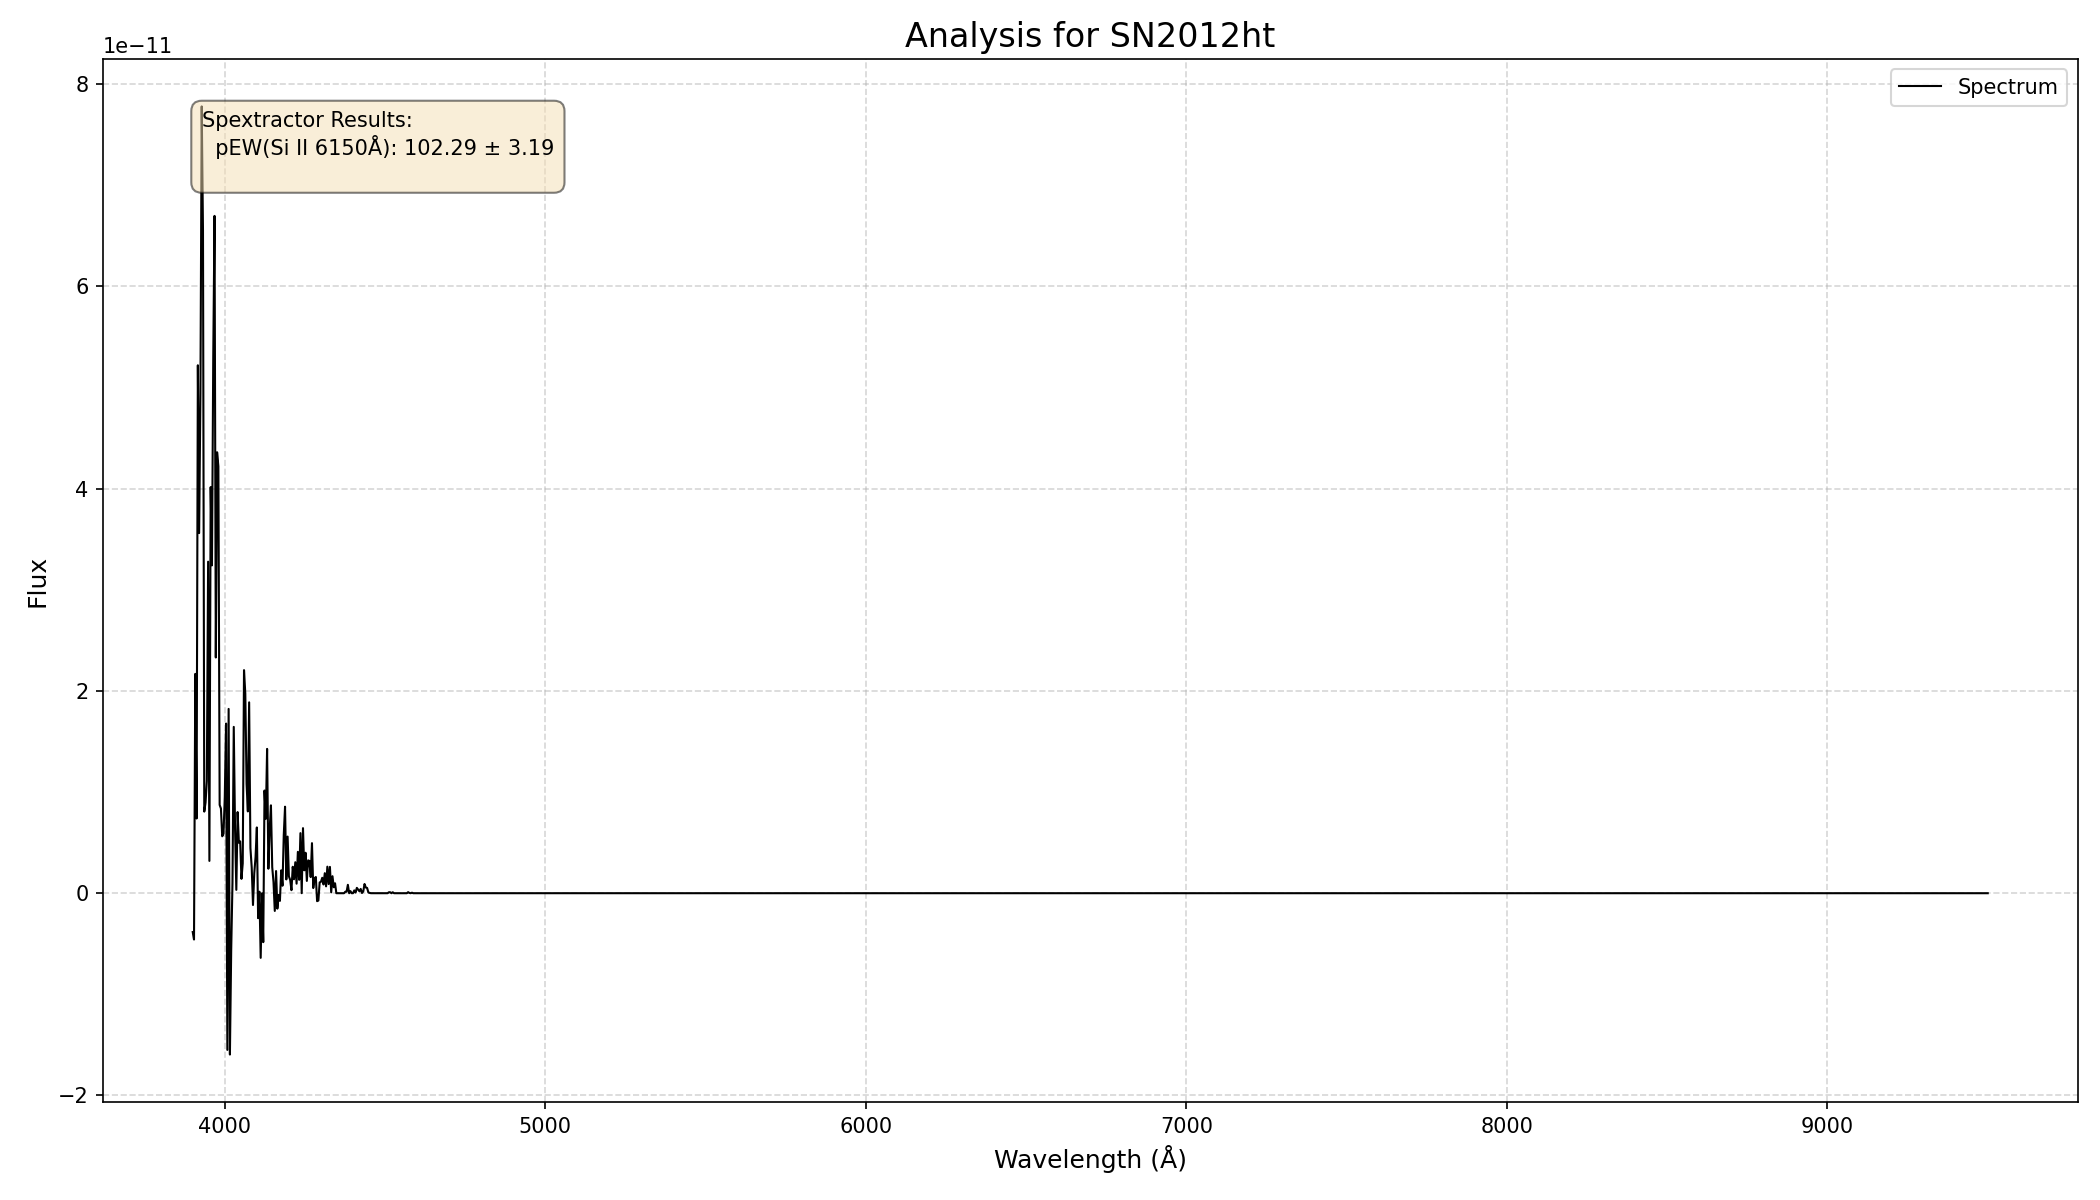 Analysis for SN2012ht
1e−11
Spectrum
Spextractor Results:
pEW(Si II 6150Å): 102.29 ± 3.19
8
6
4
2
0
−2
Flux
4000 5000 6000 7000 8000 9000
Wavelength (Å)